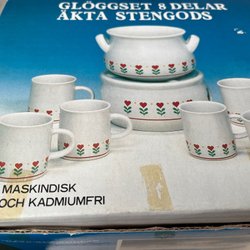 GLÖGGSET 8 DELAR
ÄKTA STENGODS
MASKINDISK
OCH KADMIUMFRI